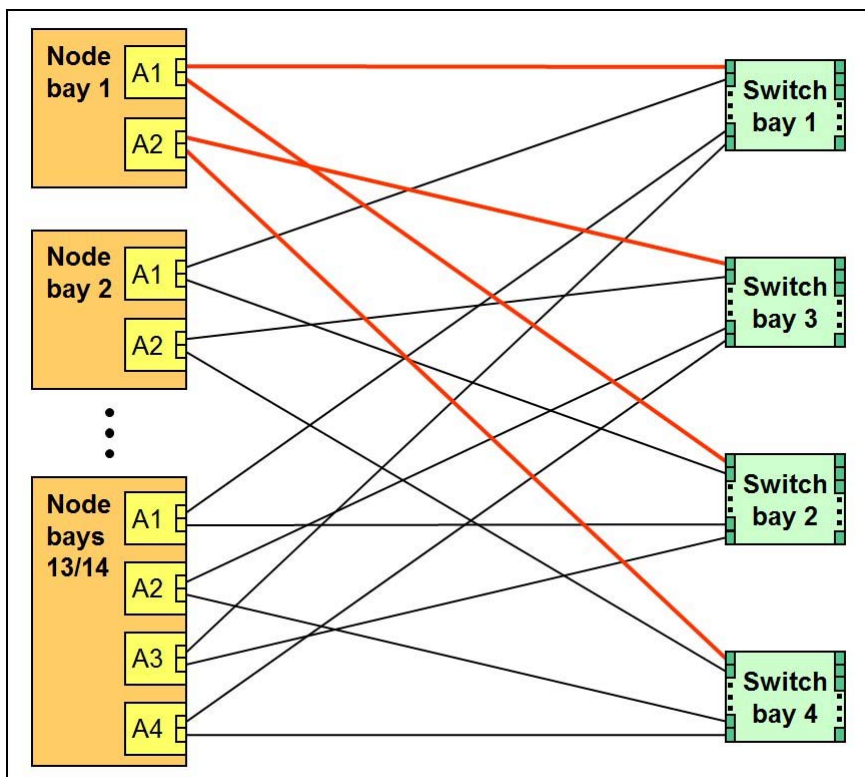 Node
bay 1
A1
A2
Node
bay 2
A1
A2
Node
bays
13/14
A1
A2
A3
A4
Switch
bay 1
Switch
bay 3
Switch
bay 2
Switch
bay 4